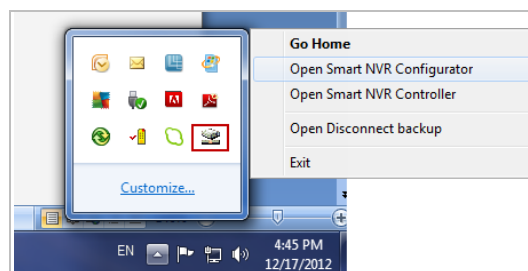 Go Home
Open Smart NVR Configurator
Open Smart NVR Controller
Open Disconnect backup
Exit
Customize...
EN
4:45 PM
12/17/2012